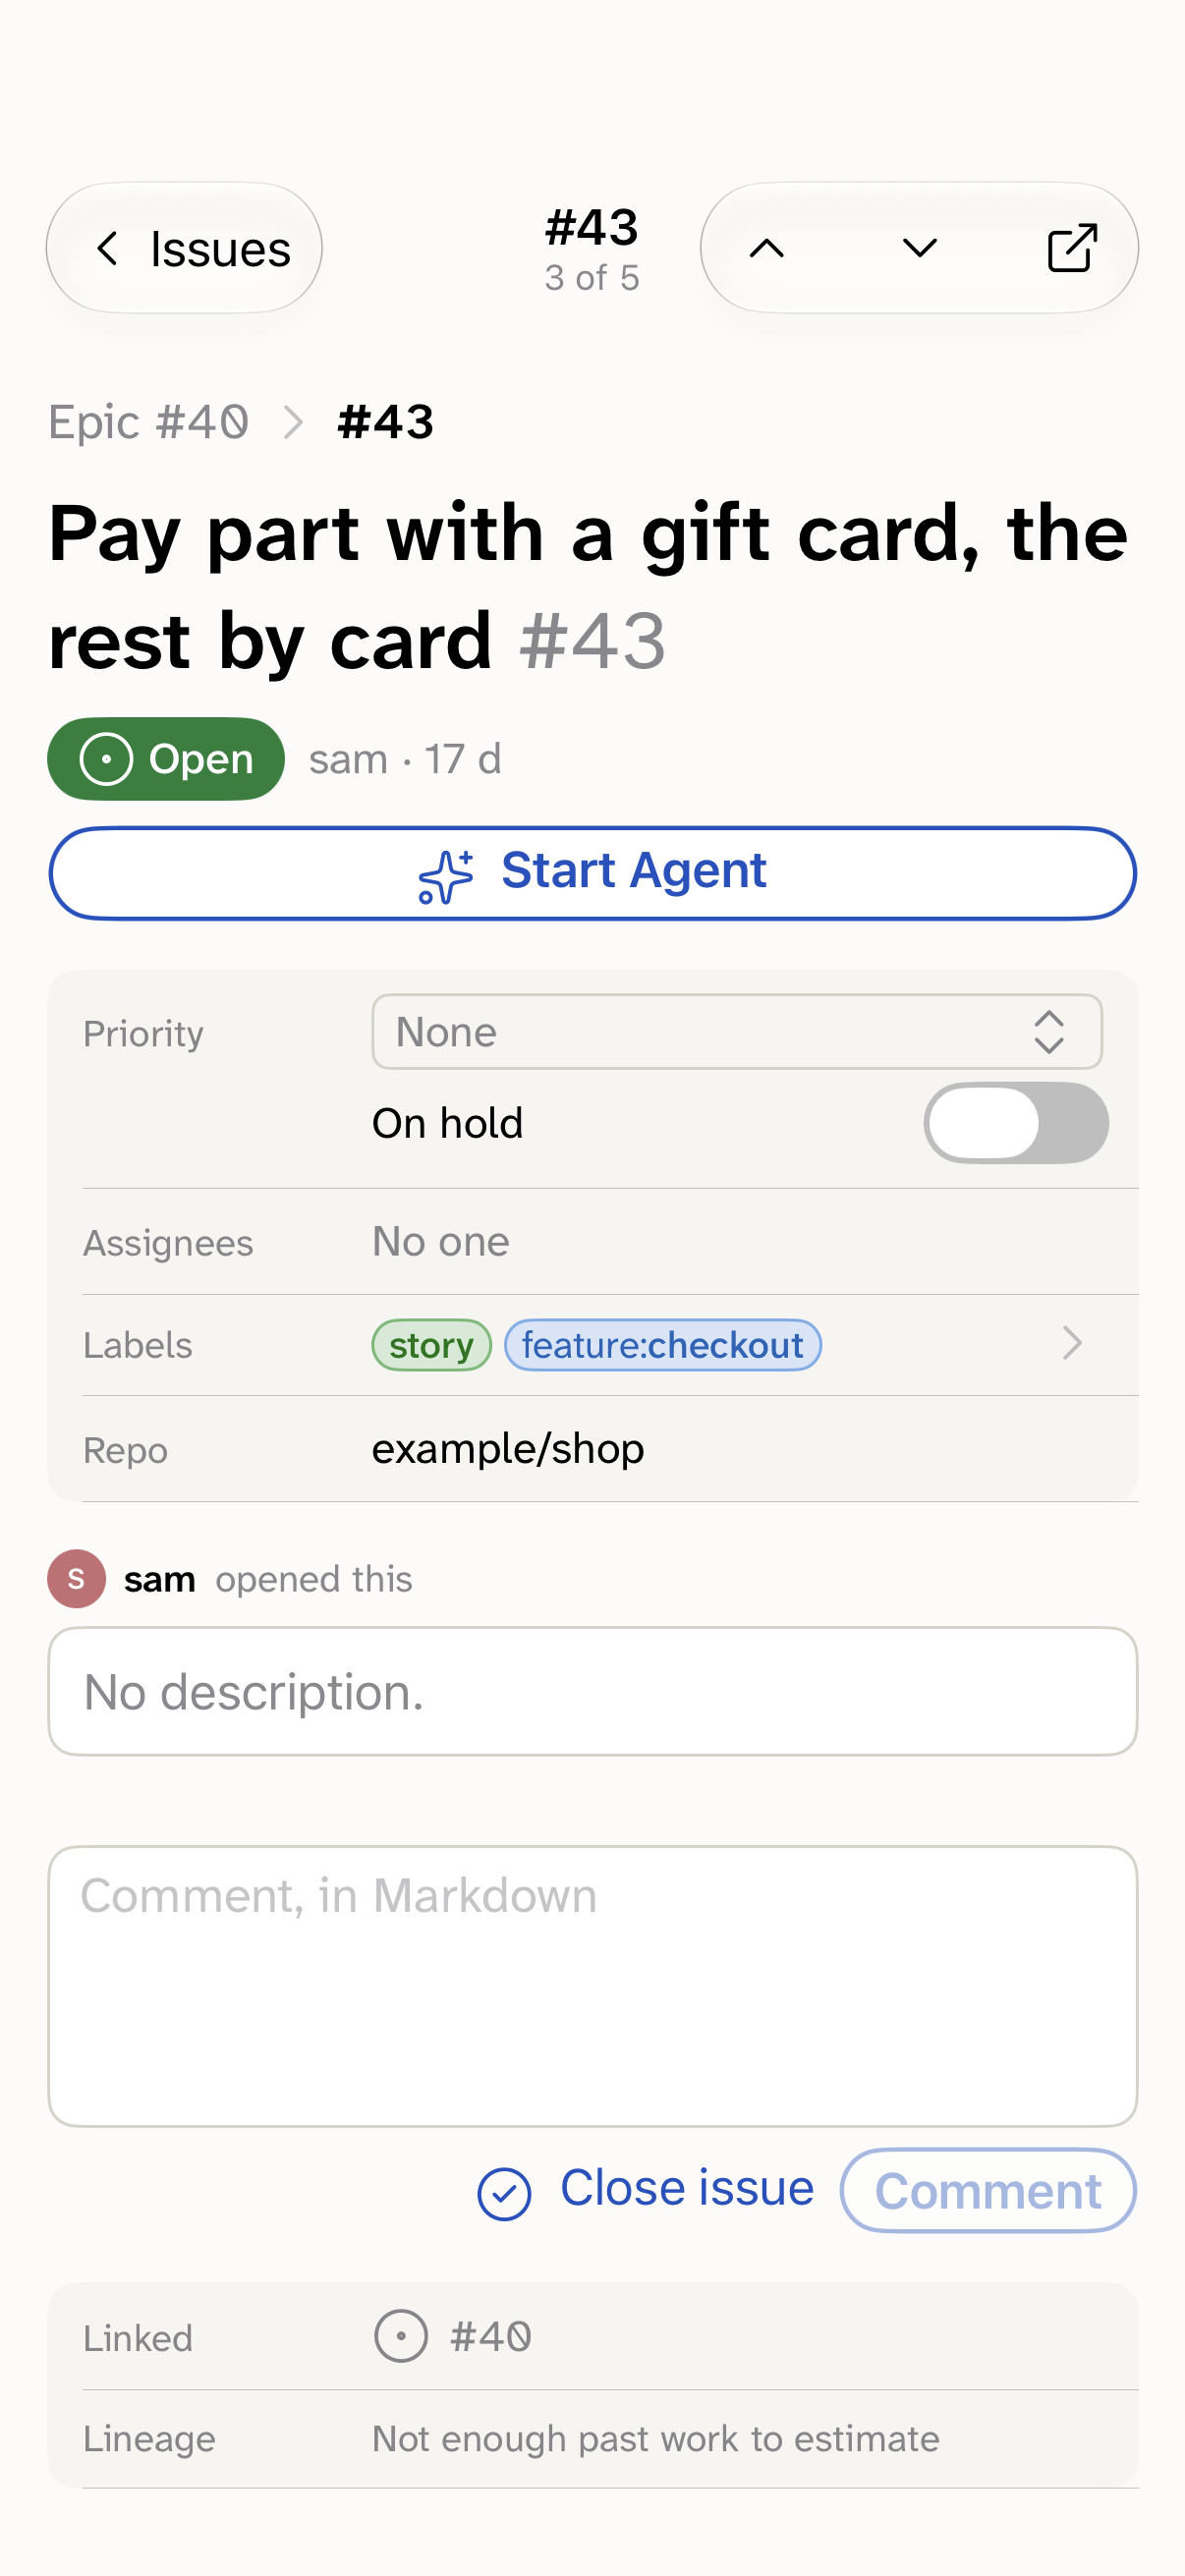 Issues
#43
3 of 5
Epic #40 > #43
Pay part with a gift card, the
rest by card #43
Open sam · 17 d
Start Agent
Priority None
On hold
Assignees No one
Labels story feature:checkout
Repo example/shop
S sam opened this
No description.
Comment, in Markdown
Close issue Comment
Linked #40
Lineage Not enough past work to estimate